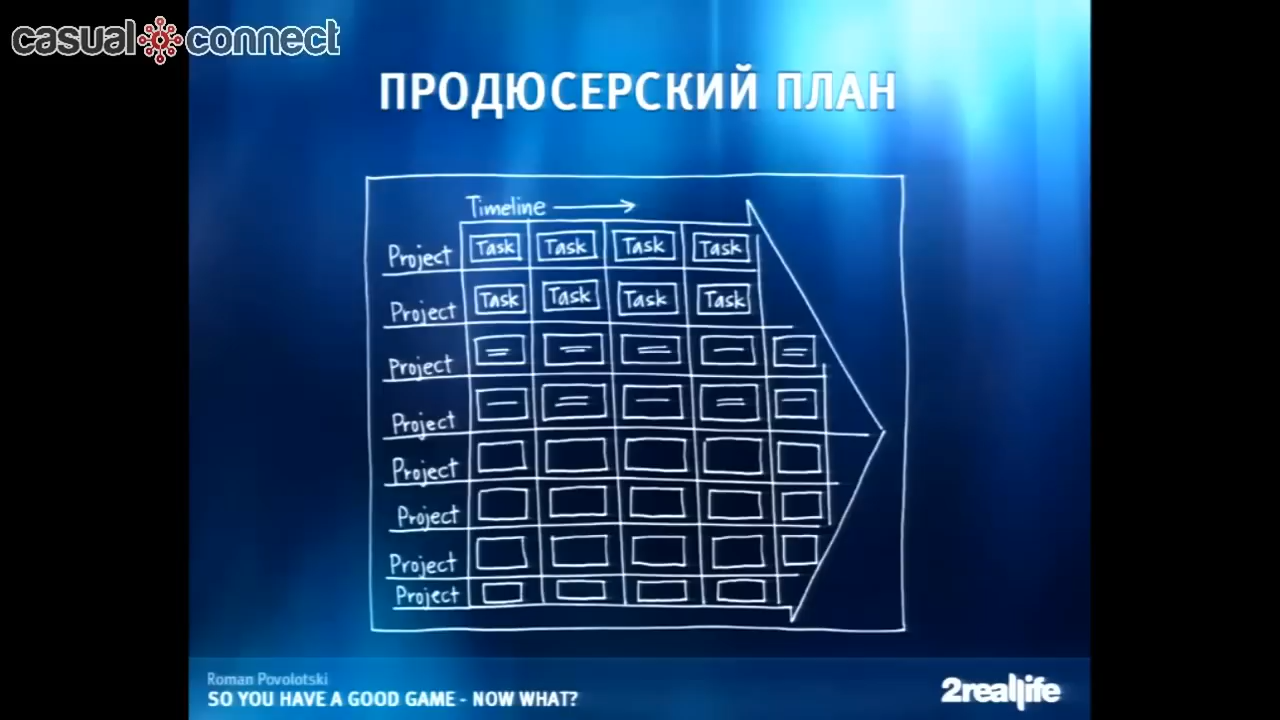 casual connect
ПРОДЮСЕРСКИЙ ПЛАН
Timeline
Project Task Task Task Task
Project Task Task Task Task
Project
Project
Project
Project
Project
Project
Roman Povolotski
SO YOU HAVE A GOOD GAME - NOW WHAT?
2reallife